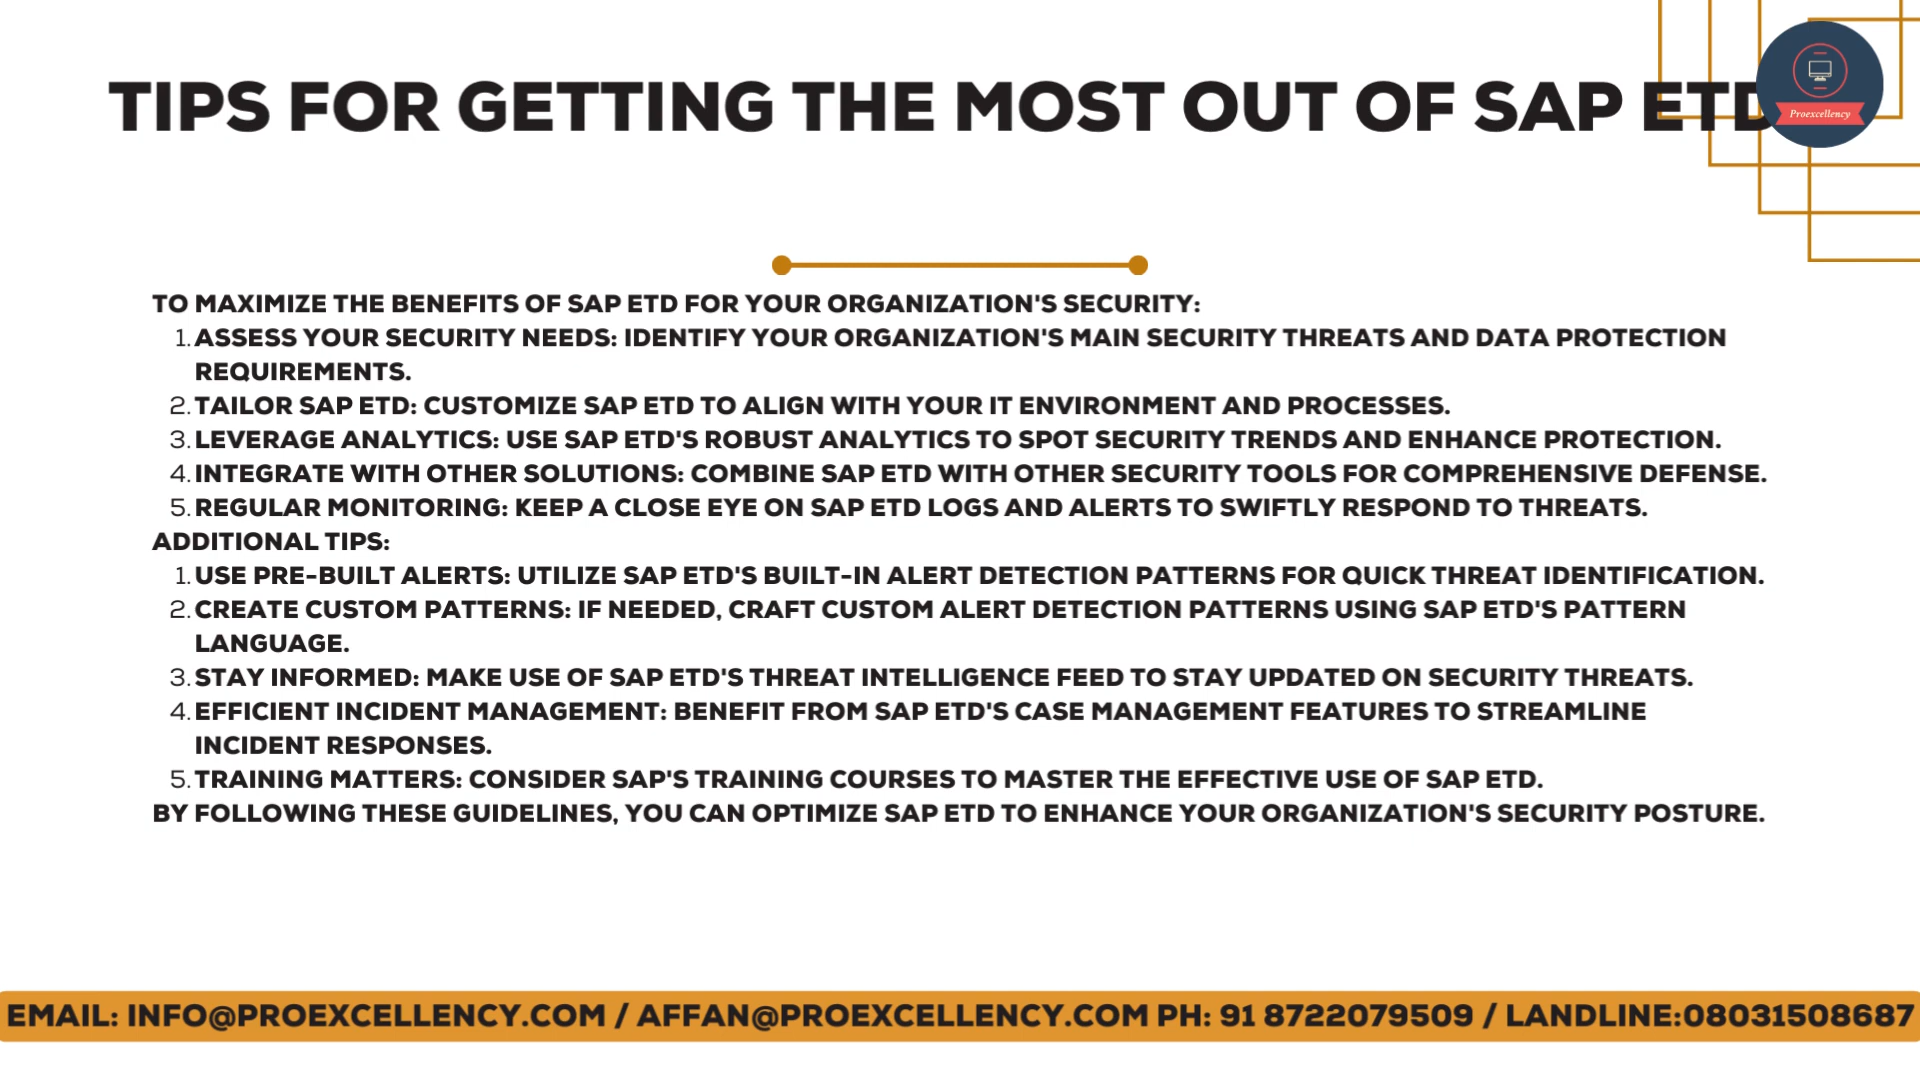 TIPS FOR GETTING THE MOST OUT OF SAP ETD
Proexcellency
TO MAXIMIZE THE BENEFITS OF SAP ETD FOR YOUR ORGANIZATION'S SECURITY:
1. ASSESS YOUR SECURITY NEEDS: IDENTIFY YOUR ORGANIZATION'S MAIN SECURITY THREATS AND DATA PROTECTION
REQUIREMENTS.
2. TAILOR SAP ETD: CUSTOMIZE SAP ETD TO ALIGN WITH YOUR IT ENVIRONMENT AND PROCESSES.
3. LEVERAGE ANALYTICS: USE SAP ETD'S ROBUST ANALYTICS TO SPOT SECURITY TRENDS AND ENHANCE PROTECTION.
4. INTEGRATE WITH OTHER SOLUTIONS: COMBINE SAP ETD WITH OTHER SECURITY TOOLS FOR COMPREHENSIVE DEFENSE.
5. REGULAR MONITORING: KEEP A CLOSE EYE ON SAP ETD LOGS AND ALERTS TO SWIFTLY RESPOND TO THREATS.
ADDITIONAL TIPS:
1. USE PRE-BUILT ALERTS: UTILIZE SAP ETD'S BUILT-IN ALERT DETECTION PATTERNS FOR QUICK THREAT IDENTIFICATION.
2. CREATE CUSTOM PATTERNS: IF NEEDED, CRAFT CUSTOM ALERT DETECTION PATTERNS USING SAP ETD'S PATTERN
LANGUAGE.
3. STAY INFORMED: MAKE USE OF SAP ETD'S THREAT INTELLIGENCE FEED TO STAY UPDATED ON SECURITY THREATS.
4. EFFICIENT INCIDENT MANAGEMENT: BENEFIT FROM SAP ETD'S CASE MANAGEMENT FEATURES TO STREAMLINE
INCIDENT RESPONSES.
5. TRAINING MATTERS: CONSIDER SAP'S TRAINING COURSES TO MASTER THE EFFECTIVE USE OF SAP ETD.
BY FOLLOWING THESE GUIDELINES, YOU CAN OPTIMIZE SAP ETD TO ENHANCE YOUR ORGANIZATION'S SECURITY POSTURE.
EMAIL: INFO@PROEXCELLENCY.COM / AFFAN@PROEXCELLENCY.COM PH: 91 8722079509 / LANDLINE:08031508687